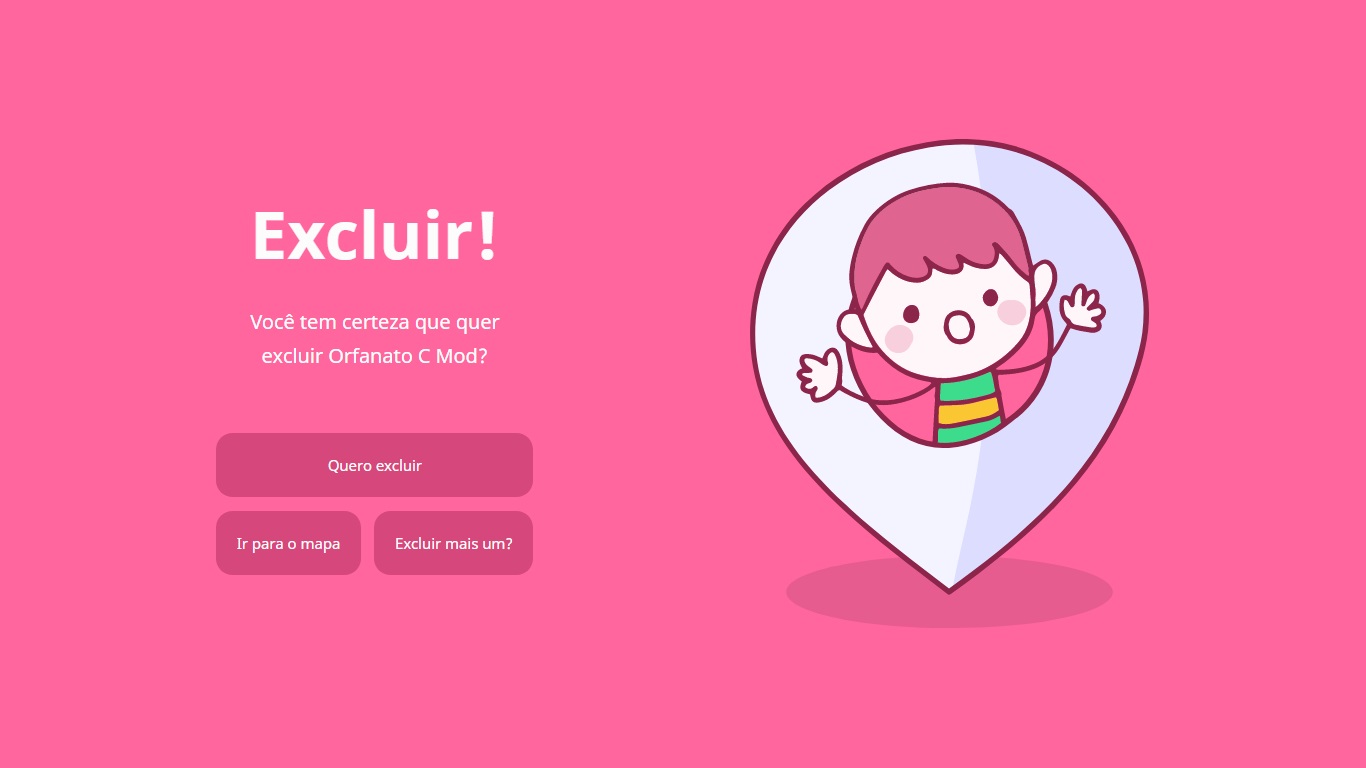 Excluir!
Você tem certeza que quer
excluir Orfanato C Mod?
Quero excluir
Ir para o mapa
Excluir mais um?